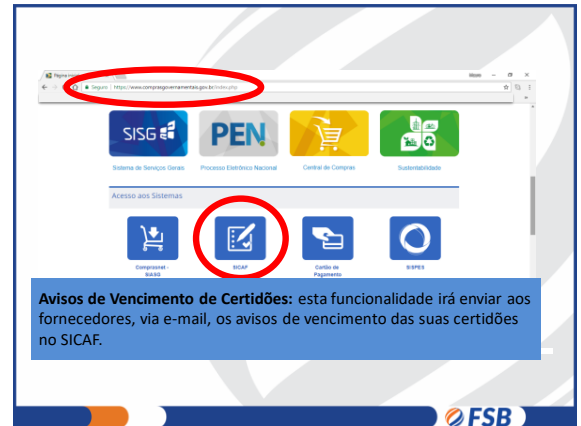 Seguro | https://www.comprasgovernamentais.gov.br/index.php
SISG
PEN
Sistema de Serviços Gerais
Processo Eletrônico Nacional
Central de Compras
Sustentabilidade
Acesso aos Sistemas
Comprasnet -
SIASG
SICAF
Cartão de
Pagamento
SISPES
Avisos de Vencimento de Certidões: esta funcionalidade irá enviar aos
fornecedores, via e-mail, os avisos de vencimento das suas certidões
no SICAF.
FSB